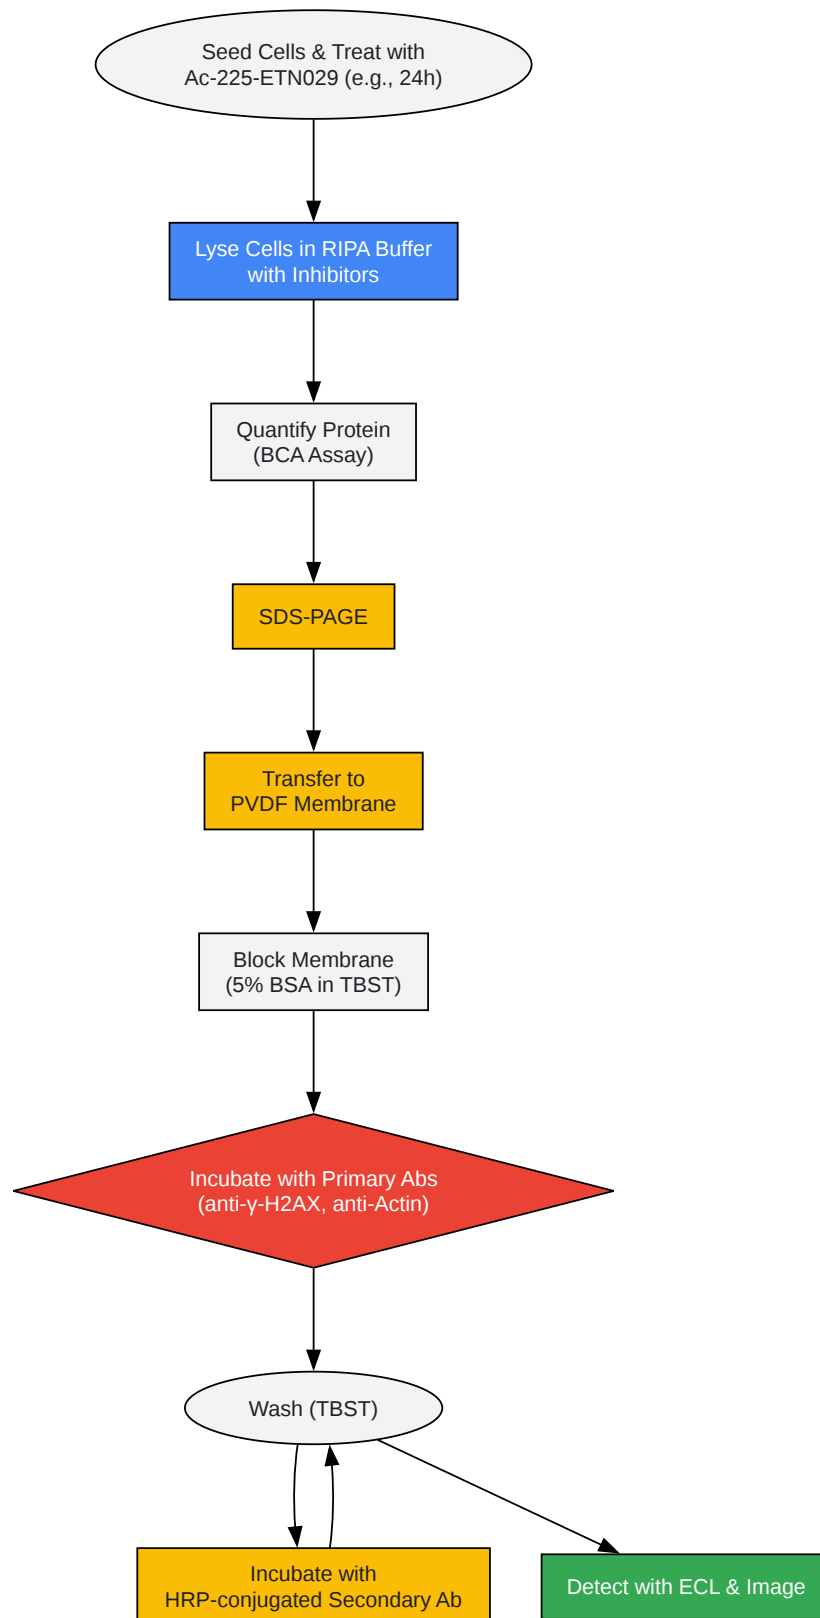 Seed Cells & Treat with
Ac-225-ETN029 (e.g., 24h)
Lyse Cells in RIPA Buffer
with Inhibitors
Quantify Protein
(BCA Assay)
SDS-PAGE
Transfer to
PVDF Membrane
Block Membrane
(5% BSA in TBST)
Incubate with Primary Abs
(anti-γ-H2AX, anti-Actin)
Wash (TBST)
Incubate with
HRP-conjugated Secondary Ab
Detect with ECL & Image